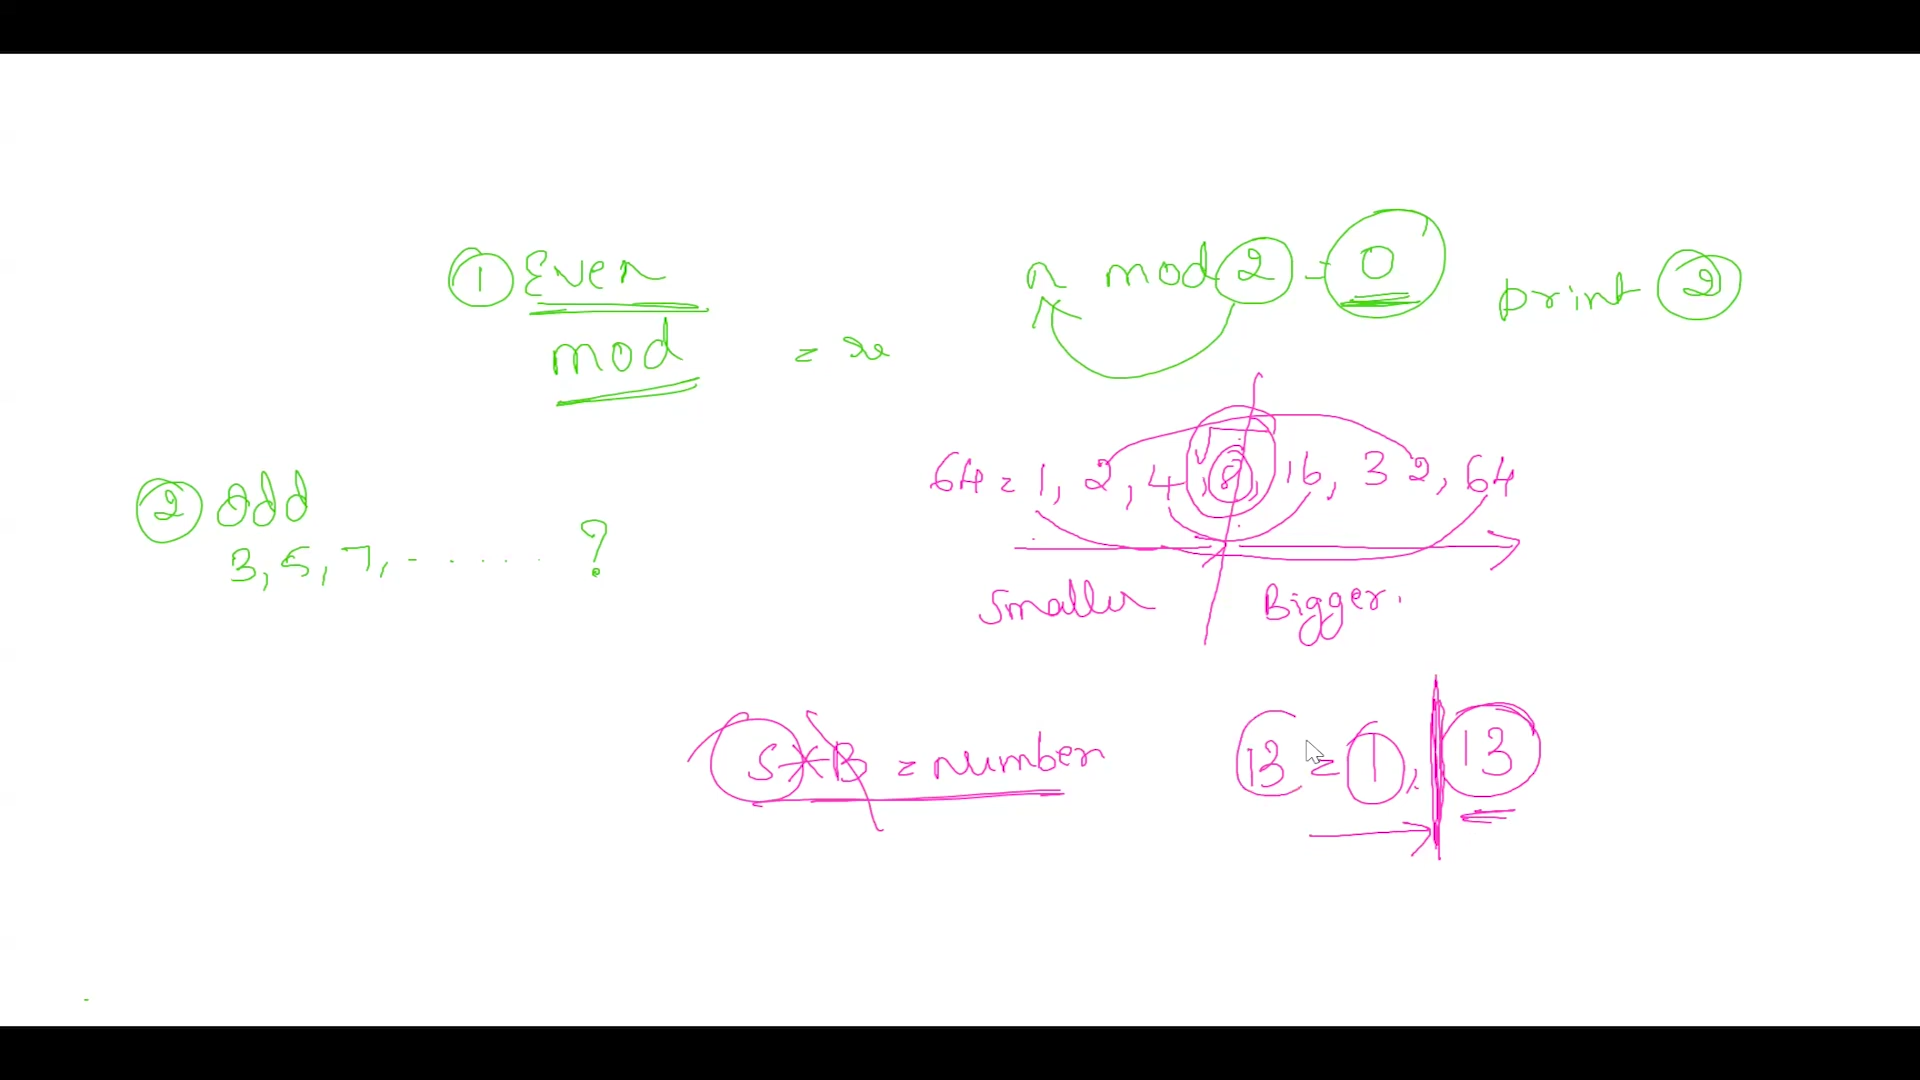 ① Even
n mod 2 = 0 print ②
mod = r
64 = 1, 2, 4, 8, 16, 32, 64
② odd
3, 5, 7, - ..... ?
Smaller Bigger.
S*B = number
13 = 1, 13